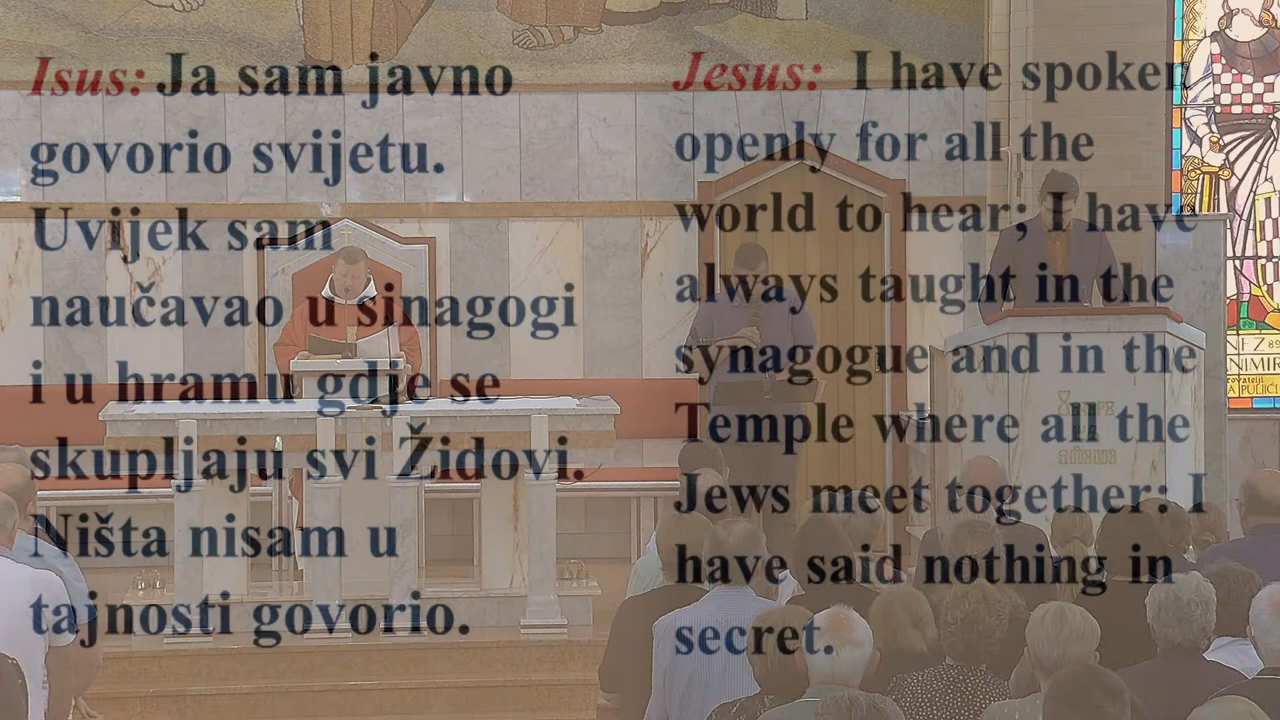 Isus: Ja sam javno
govorio svijetu.
Uvijek sam
naučavao u sinagogi
i u hramu gdje se
skupljaju svi Židovi.
Ništa nisam u
tajnosti govorio.
Jesus: I have spoken
openly for all the
world to hear; I have
always taught in the
synagogue and in the
Temple where all the
Jews meet together: I
have said nothing in
secret.